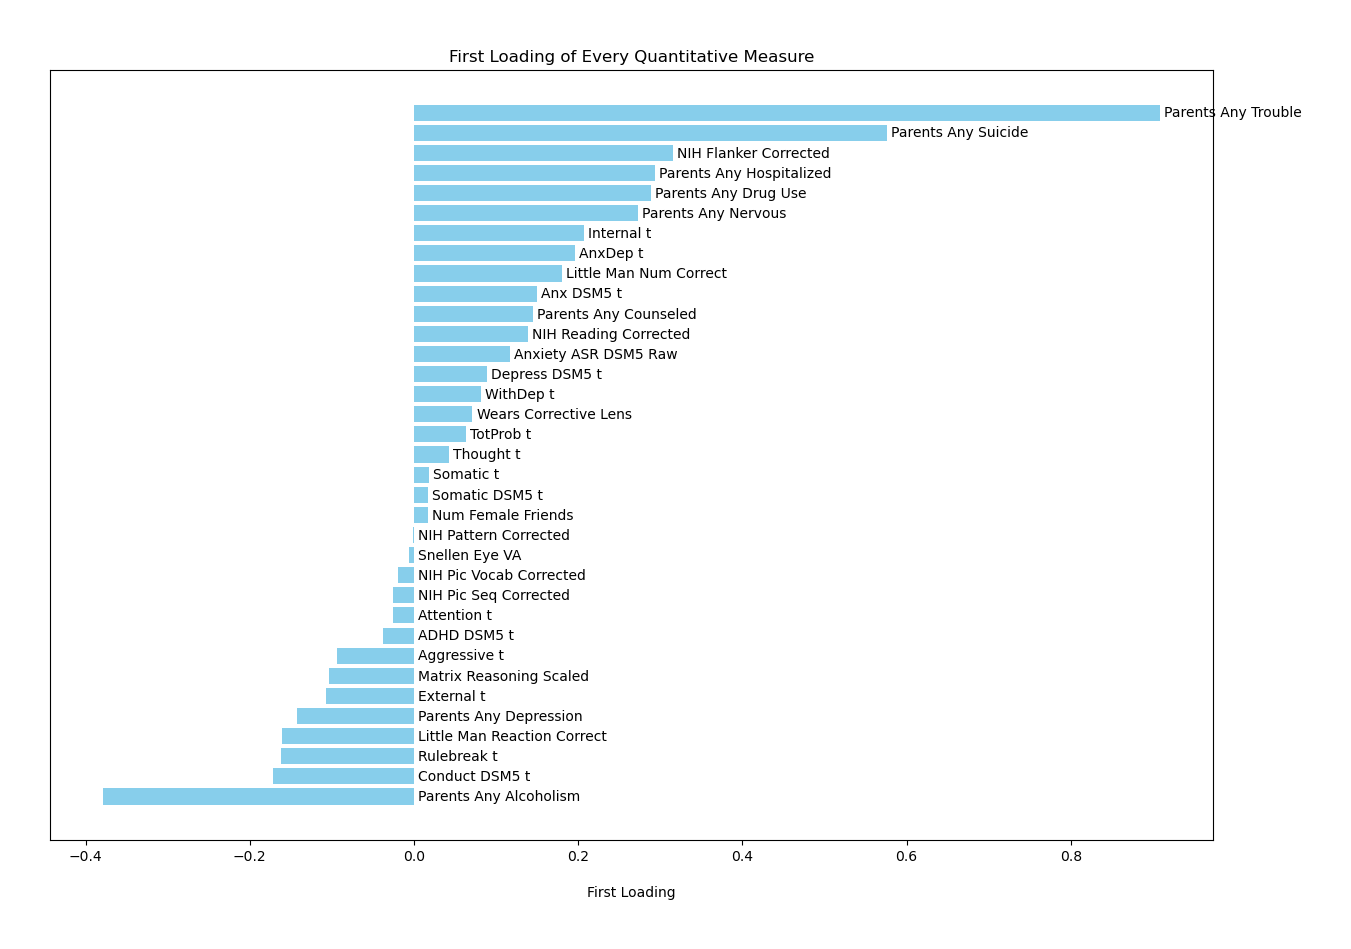 First Loading of Every Quantitative Measure
Parents Any Trouble
Parents Any Suicide
NIH Flanker Corrected
Parents Any Hospitalized
Parents Any Drug Use
Parents Any Nervous
Internal t
AnxDep t
Little Man Num Correct
Anx DSM5 t
Parents Any Counseled
NIH Reading Corrected
Anxiety ASR DSM5 Raw
Depress DSM5 t
WithDep t
Wears Corrective Lens
TotProb t
Thought t
Somatic t
Somatic DSM5 t
Num Female Friends
NIH Pattern Corrected
Snellen Eye VA
NIH Pic Vocab Corrected
NIH Pic Seq Corrected
Attention t
ADHD DSM5 t
Aggressive t
Matrix Reasoning Scaled
External t
Parents Any Depression
Little Man Reaction Correct
Rulebreak t
Conduct DSM5 t
Parents Any Alcoholism
−0.4 −0.2 0.0 0.2 0.4 0.6 0.8
First Loading